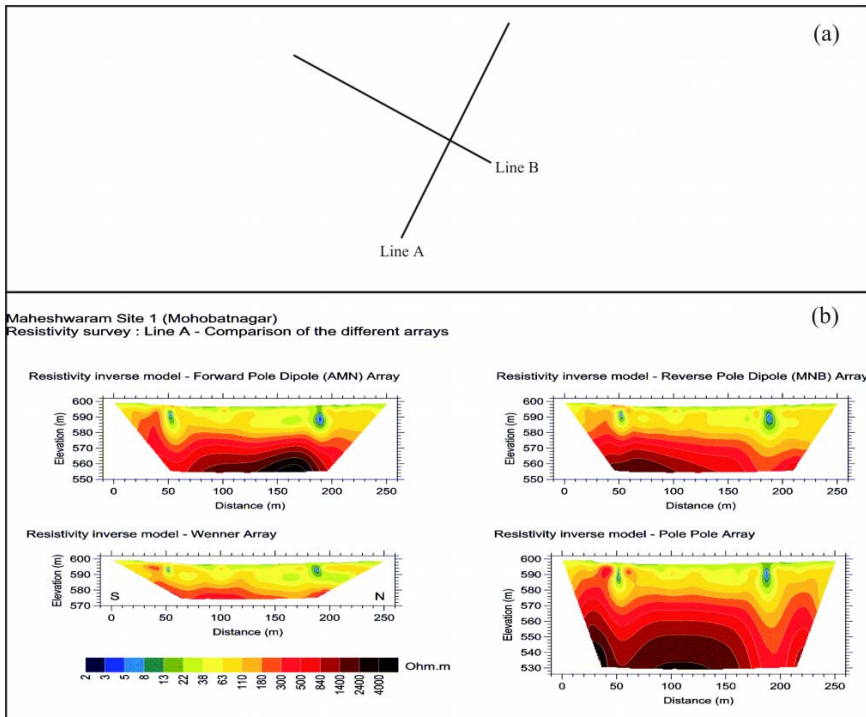 (a)
Line B
Line A
(b)
Maheshwaram Site 1 (Mohobatnagar)
Resistivity survey : Line A - Comparison of the different arrays
Resistivity inverse model - Forward Pole Dipole (AMN) Array
600
590
580
570
560
550
Elevation (m)
0 50 100 150 200 250
Distance (m)
Resistivity inverse model - Reverse Pole Dipole (MNB) Array
600
590
580
570
560
550
Elevation (m)
0 50 100 150 200 250
Distance (m)
Resistivity inverse model - Wenner Array
600
590
580
570
Elevation (m)
S N
0 50 100 150 200 250
Distance (m)
Resistivity inverse model - Pole Pole Array
600
590
580
570
560
550
540
530
Elevation (m)
0 50 100 150 200 250
Distance (m)
Ohm.m
2 3 5 8 13 22 38 63 110 180 300 500 840 1400 2400 4000